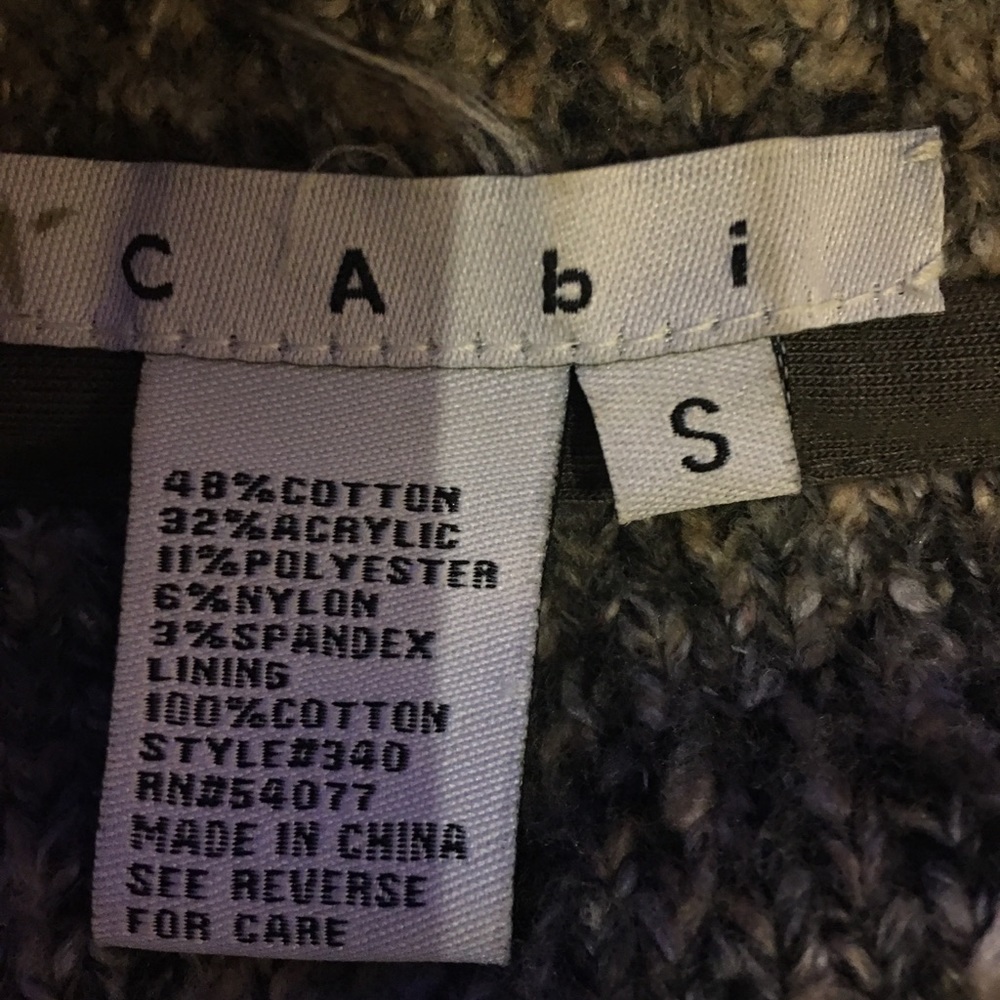 CAbi
S
48%COTTON
32%ACRYLIC
11%POLYESTER
6%NYLON
3%SPANDEX
LINING
100%COTTON
STYLE#340
RN#54077
MADE IN CHINA
SEE REVERSE
FOR CARE